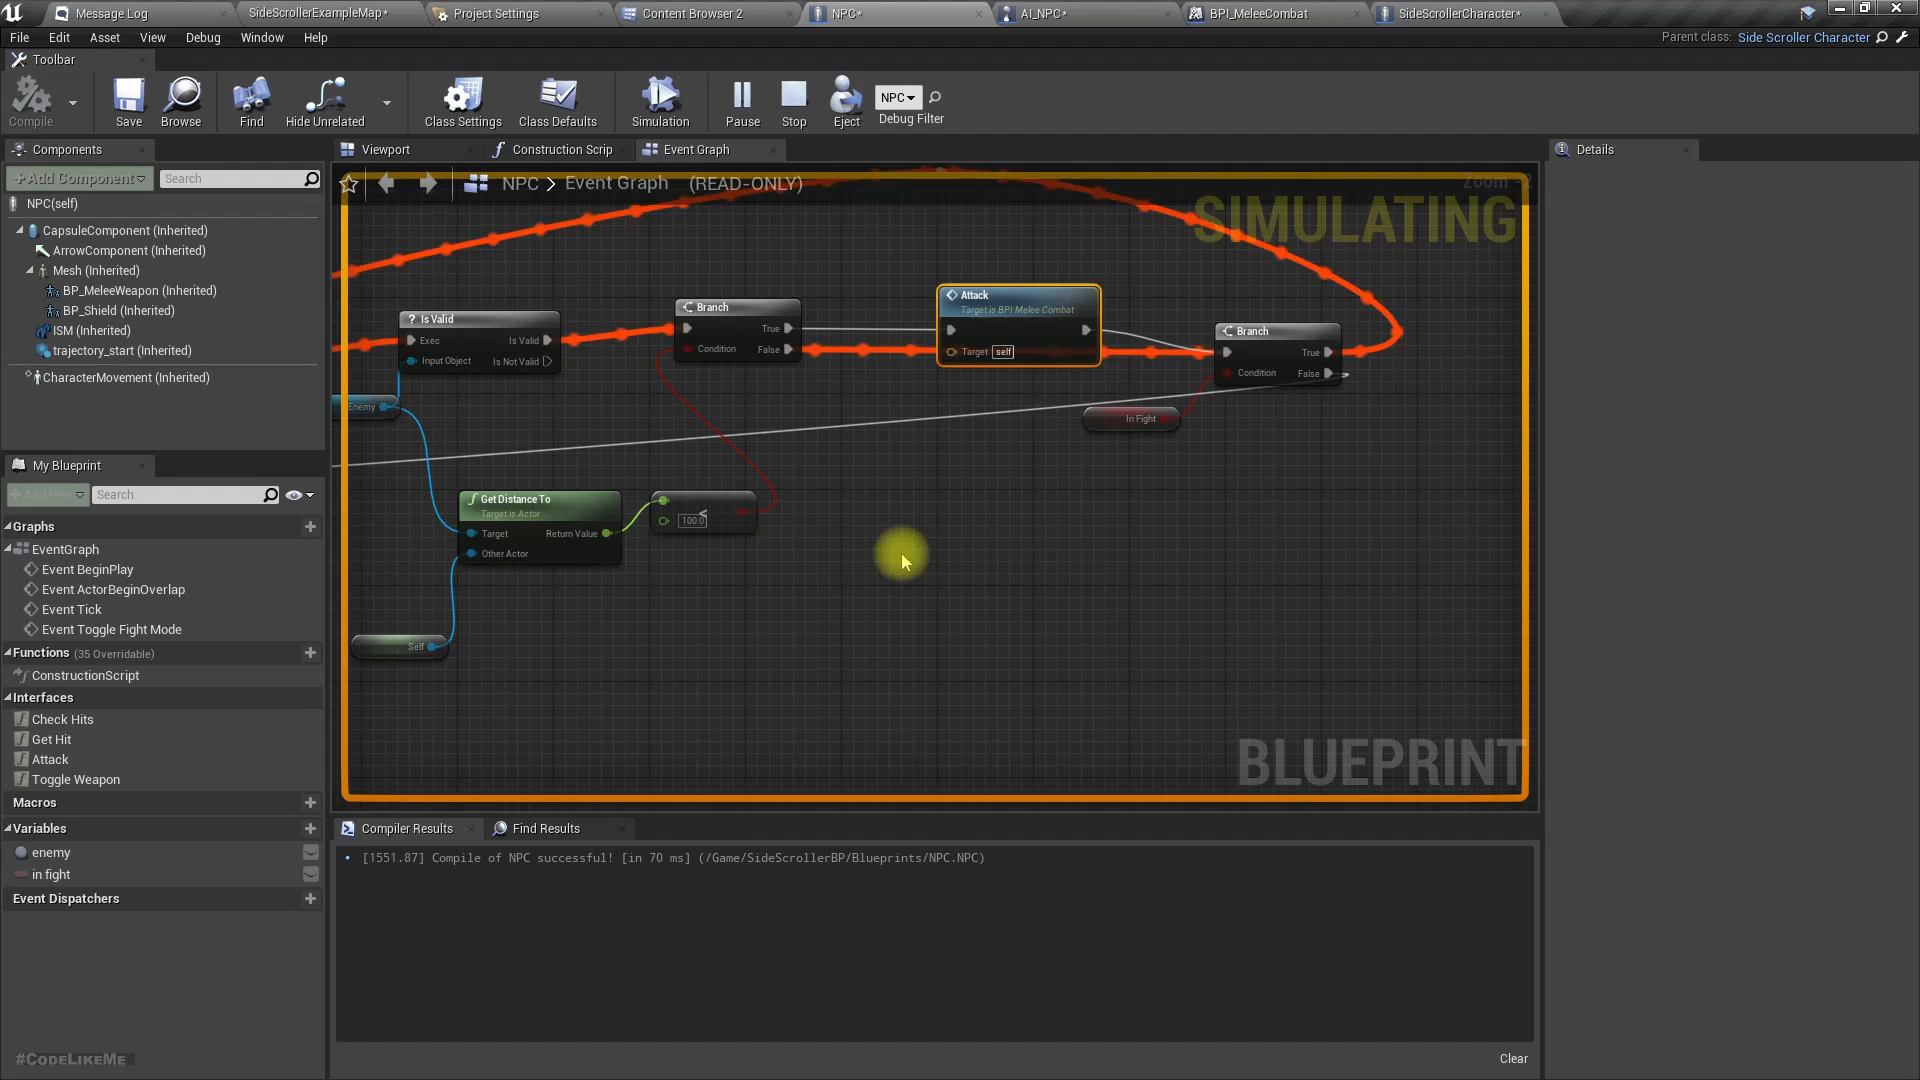 Message Log
SideScrollerExampleMap*
Project Settings
Content Browser 2
NPC*
AI_NPC*
BPI_MeleeCombat
SideScrollerCharacter*
File
Edit
Asset
View
Debug
Window
Help
Parent class:
Side Scroller Character
Toolbar
Compile
Save
Browse
Find
Hide Unrelated
Class Settings
Class Defaults
Simulation
Pause
Stop
Eject
NPC
Debug Filter
Components
Viewport
Construction Scrip
Event Graph
Details
+Add Component
Search
NPC > Event Graph (READ-ONLY)
Zoom -2
SIMULATING
NPC(self)
CapsuleComponent (Inherited)
ArrowComponent (Inherited)
Mesh (Inherited)
BP_MeleeWeapon (Inherited)
BP_Shield (Inherited)
ISM (Inherited)
trajectory_start (Inherited)
CharacterMovement (Inherited)
? Is Valid
Exec
Is Valid
Input Object
Is Not Valid
Branch
True
Condition
False
Attack
Target is BPI Melee Combat
Target
self
Branch
True
Condition
False
Enemy
In Fight
Get Distance To
Target is Actor
Target
Return Value
Other Actor
<
100.0
Self
BLUEPRINT
My Blueprint
+Add New
Search
Graphs
EventGraph
Event BeginPlay
Event ActorBeginOverlap
Event Tick
Event Toggle Fight Mode
Functions (35 Overridable)
ConstructionScript
Interfaces
Check Hits
Get Hit
Attack
Toggle Weapon
Macros
Variables
enemy
in fight
Event Dispatchers
Compiler Results
Find Results
[1551.87] Compile of NPC successful! [in 70 ms] (/Game/SideScrollerBP/Blueprints/NPC.NPC)
Clear
#CodeLikeMe